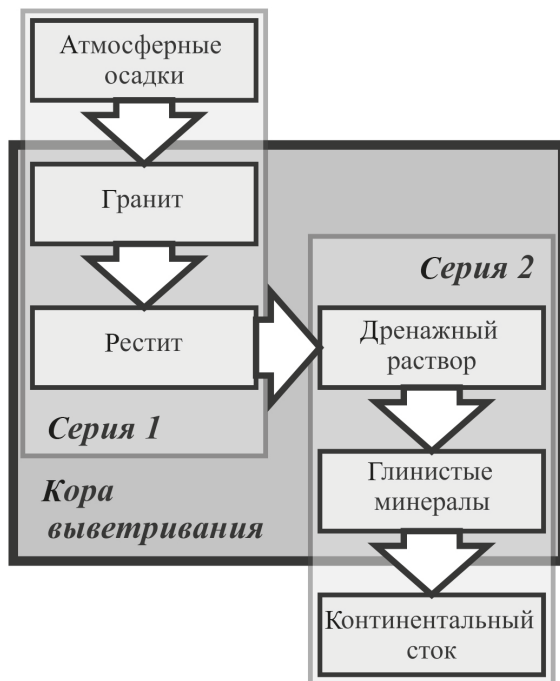 Атмосферные
осадки
Гранит
Рестит
Серия 1
Серия 2
Дренажный
раствор
Глинистые
минералы
Континентальный
сток
Кора
выветривания